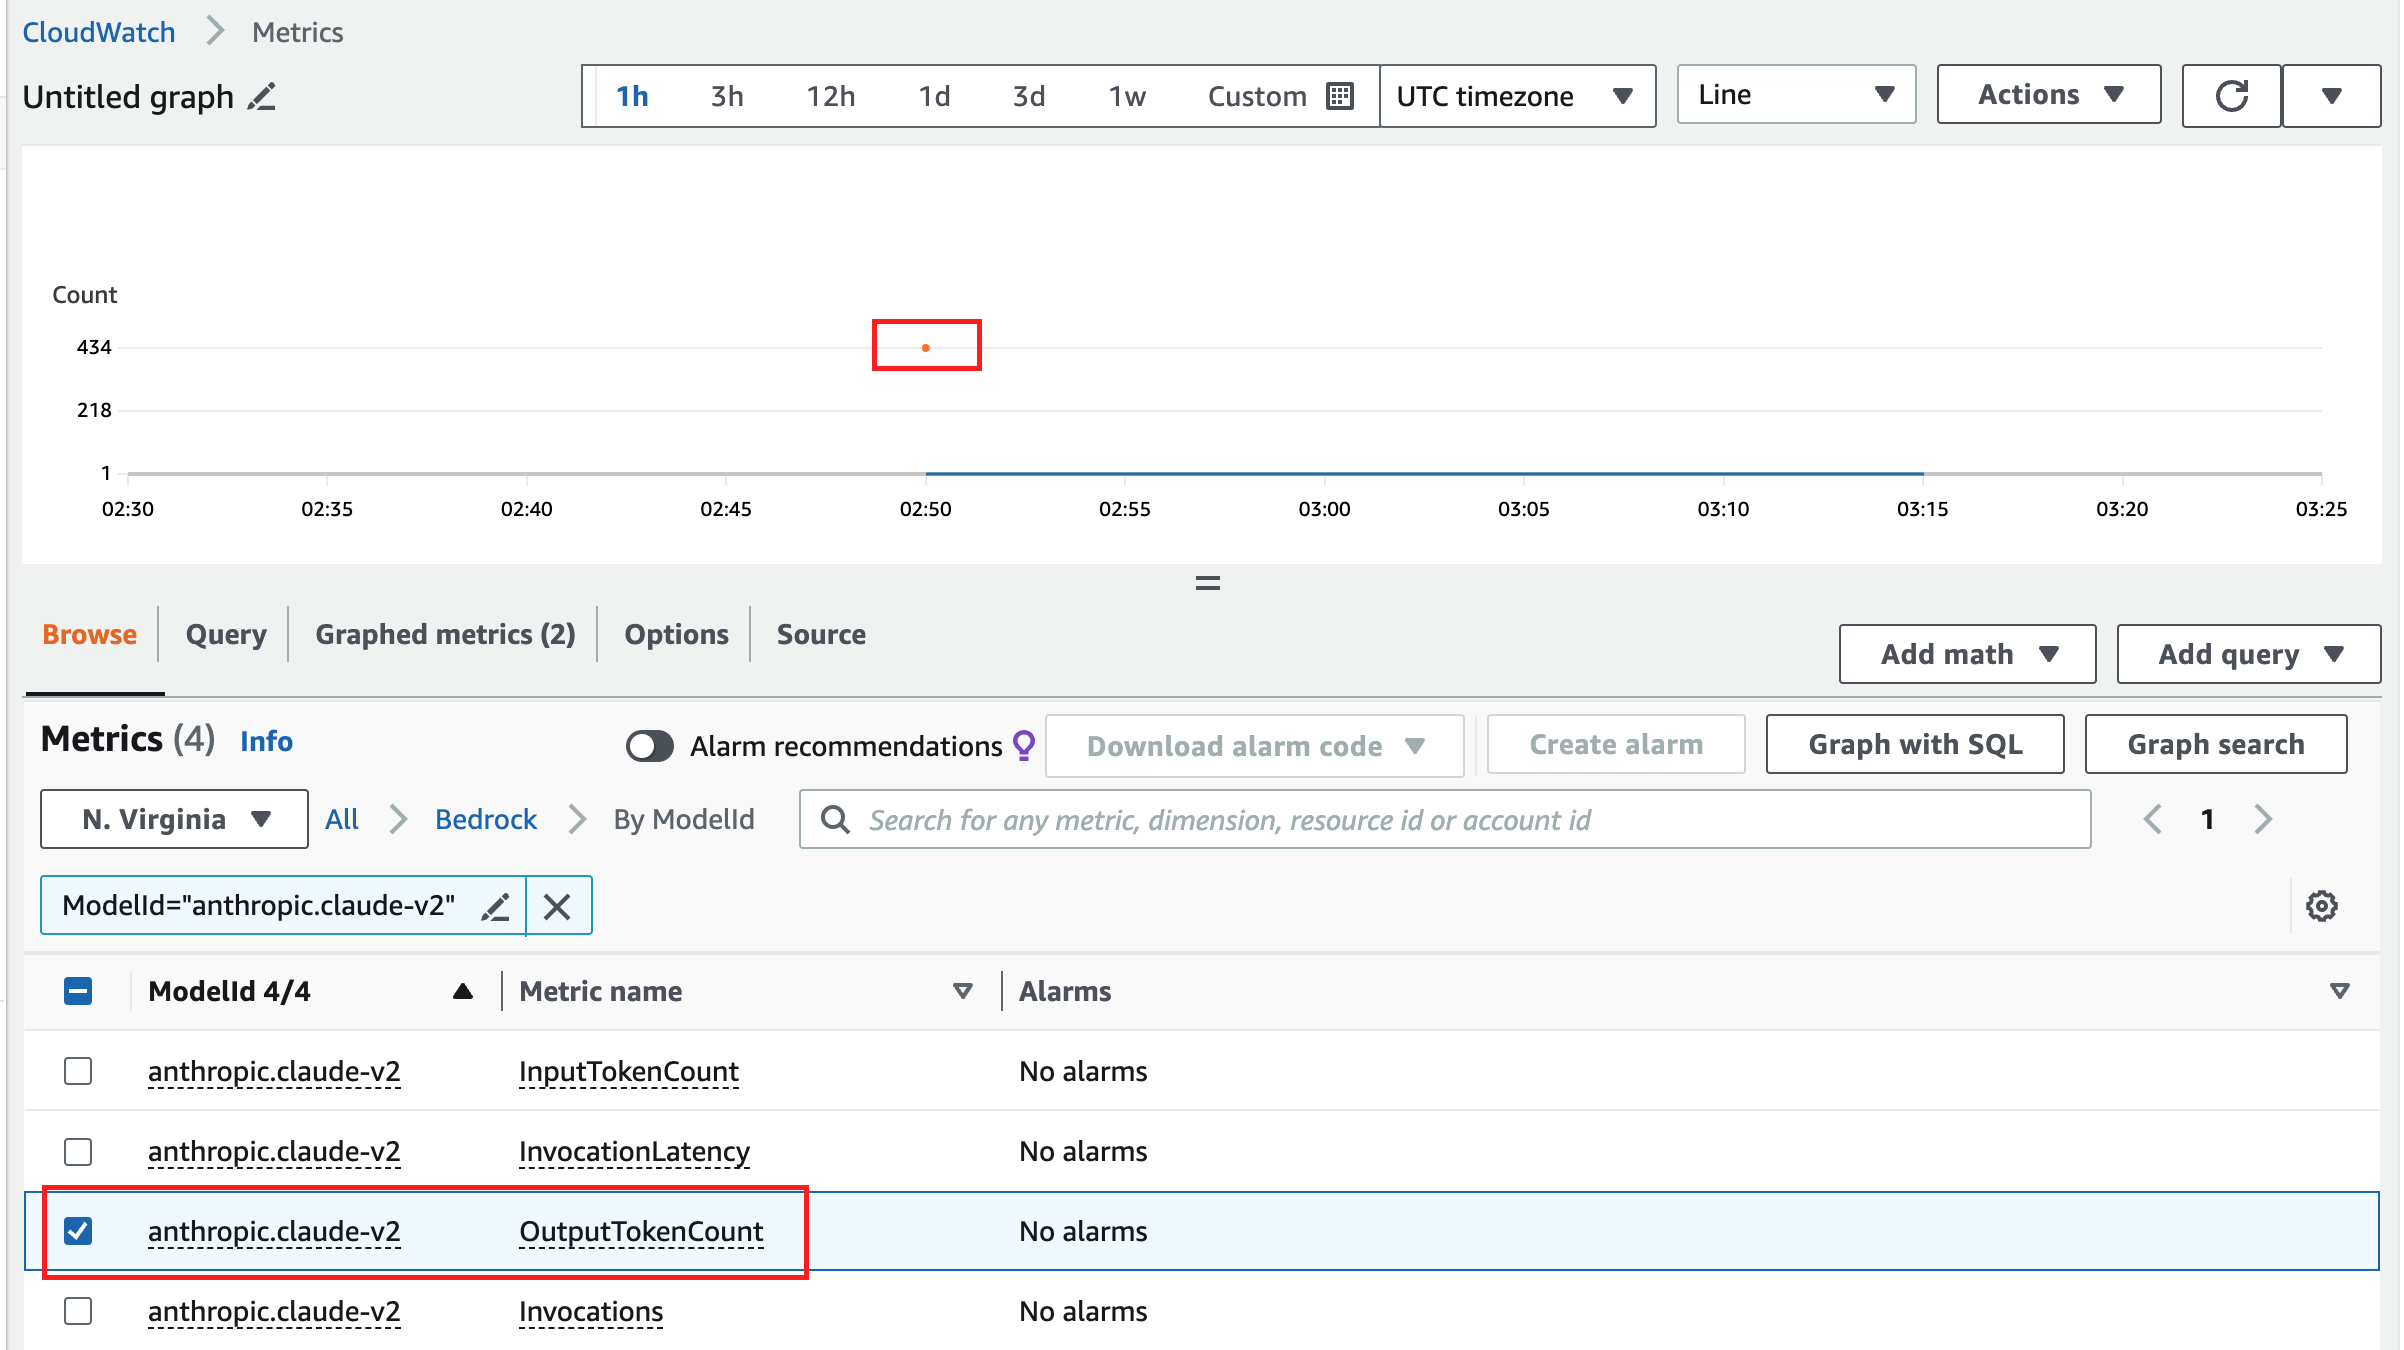 CloudWatch > Metrics
Untitled graph 1h 3h 12h 1d 3d 1w Custom UTC timezone Line Actions
Count
434
218
1
02:30 02:35 02:40 02:45 02:50 02:55 03:00 03:05 03:10 03:15 03:20 03:25
Browse Query Graphed metrics (2) Options Source Add math Add query
Metrics (4) Info Alarm recommendations Download alarm code Create alarm Graph with SQL Graph search
N. Virginia All > Bedrock > By ModelId Search for any metric, dimension, resource id or account id < 1 >
ModelId="anthropic.claude-v2"
ModelId 4/4 Metric name Alarms
anthropic.claude-v2 InputTokenCount No alarms
anthropic.claude-v2 InvocationLatency No alarms
anthropic.claude-v2 OutputTokenCount No alarms
anthropic.claude-v2 Invocations No alarms